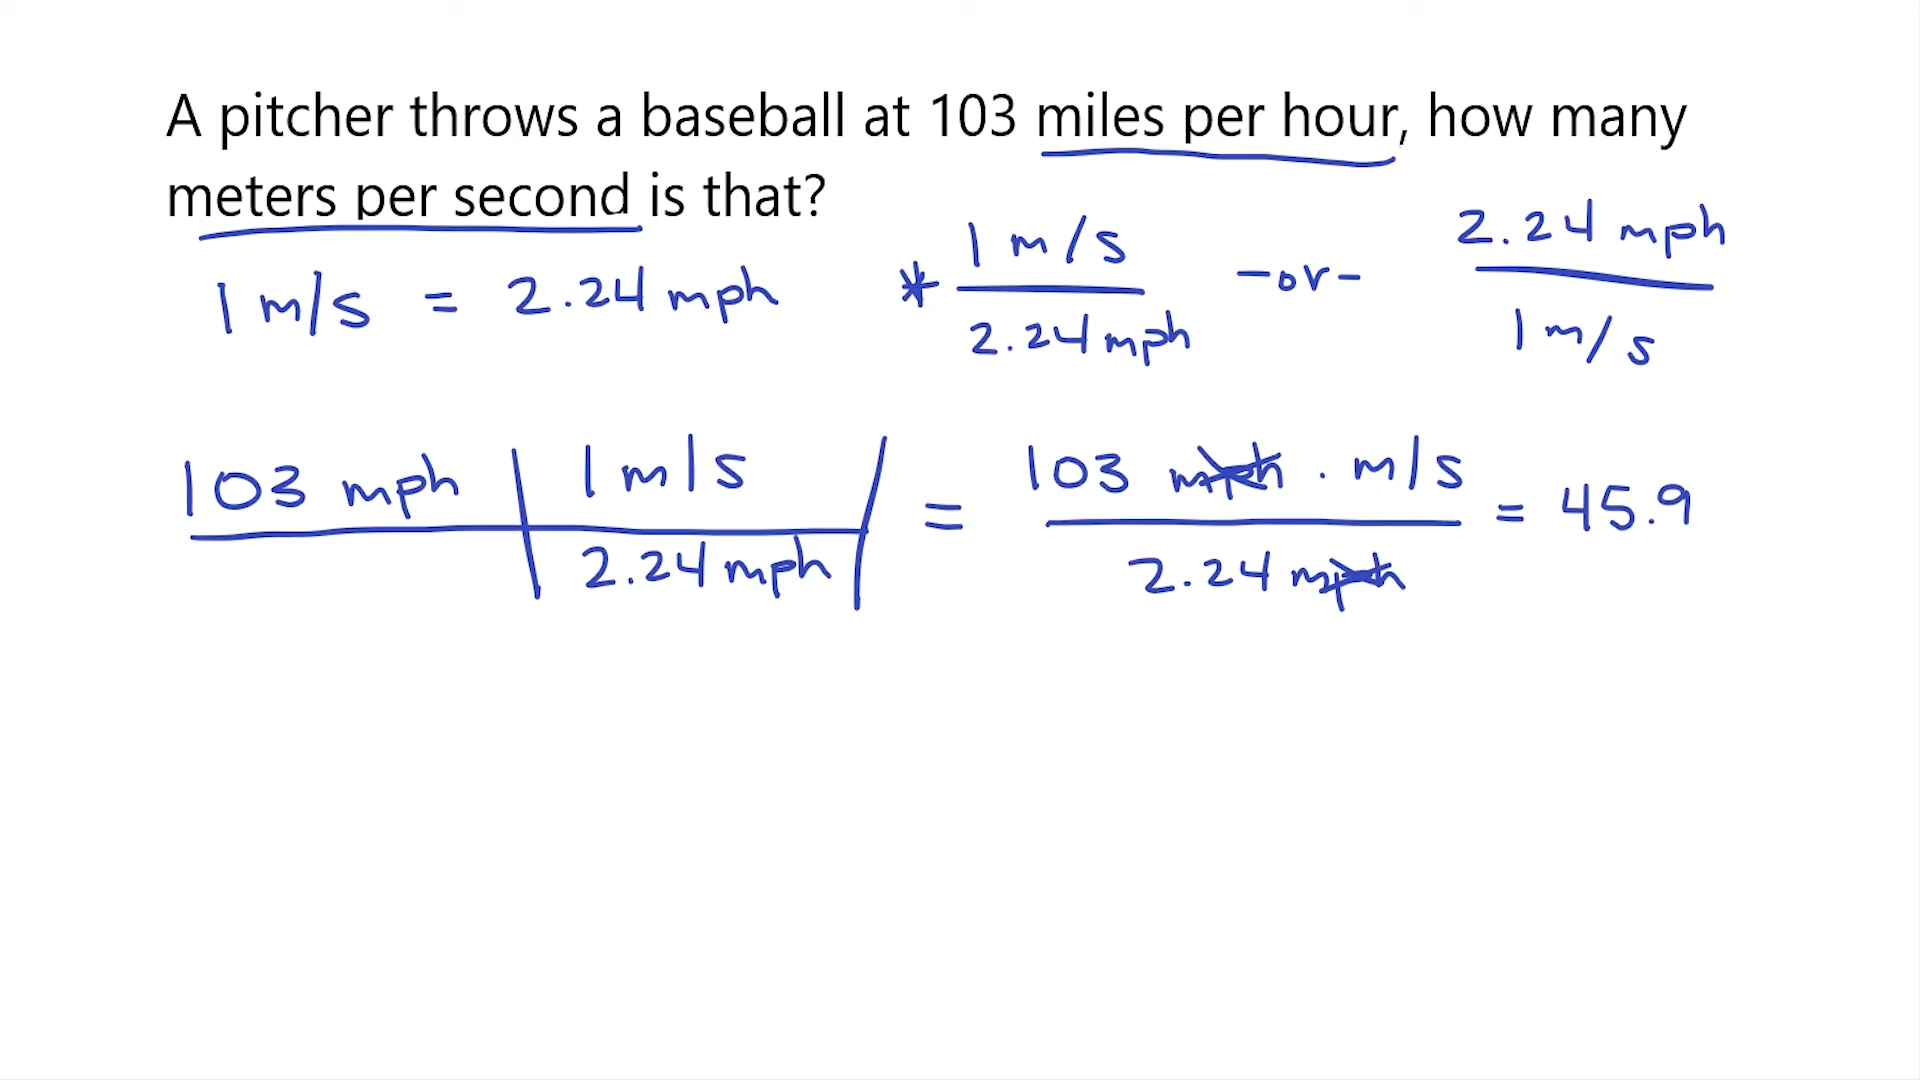 A pitcher throws a baseball at 103 miles per hour, how many
meters per second is that?
1 m/s = 2.24 mph
* 1 m/s
2.24 mph
-or-
2.24 mph
1 m/s
103 mph | 1 m/s
2.24 mph
= 103 mph · m/s
2.24 mph
= 45.9